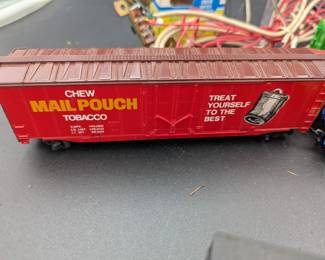 CHEW
MAIL POUCH
TOBACCO
TREAT
YOURSELF
TO THE
BEST